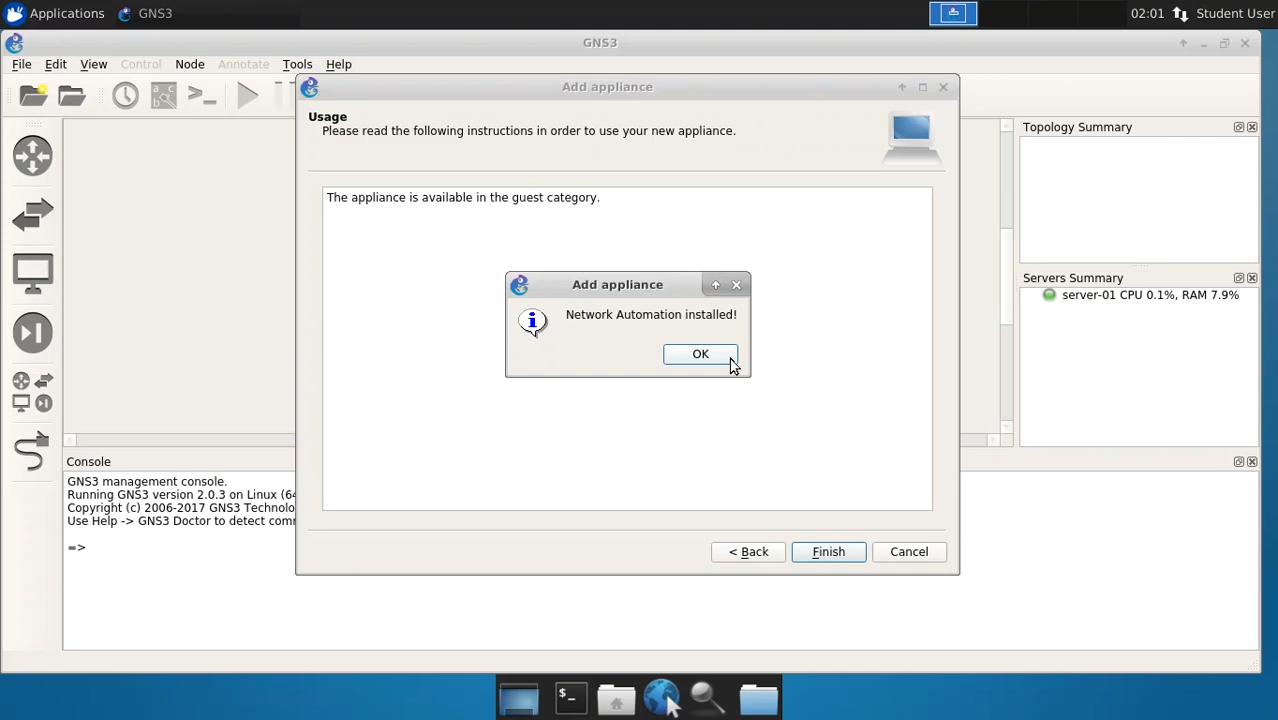 Applications GNS3 02:01 Student User
GNS3
File Edit View Control Node Annotate Tools Help
Add appliance
Usage
Please read the following instructions in order to use your new appliance.
Topology Summary
The appliance is available in the guest category.
Add appliance
Network Automation installed!
OK
Servers Summary
server-01 CPU 0.1%, RAM 7.9%
Console
GNS3 management console.
Running GNS3 version 2.0.3 on Linux (64
Copyright (c) 2006-2017 GNS3 Technolo
Use Help -> GNS3 Doctor to detect com
=>
< Back Finish Cancel